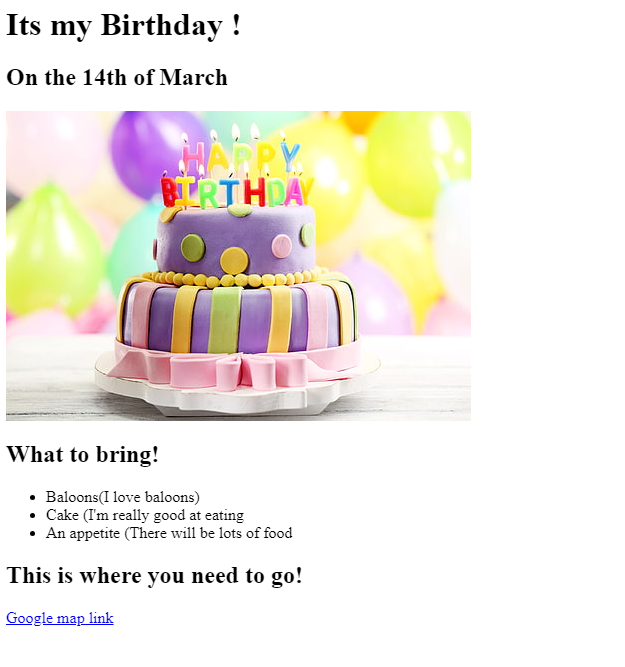 Its my Birthday !
On the 14th of March
HAPPY
BIRTHDAY
What to bring!
Baloons(I love baloons)
Cake (I'm really good at eating
An appetite (There will be lots of food
This is where you need to go!
Google map link